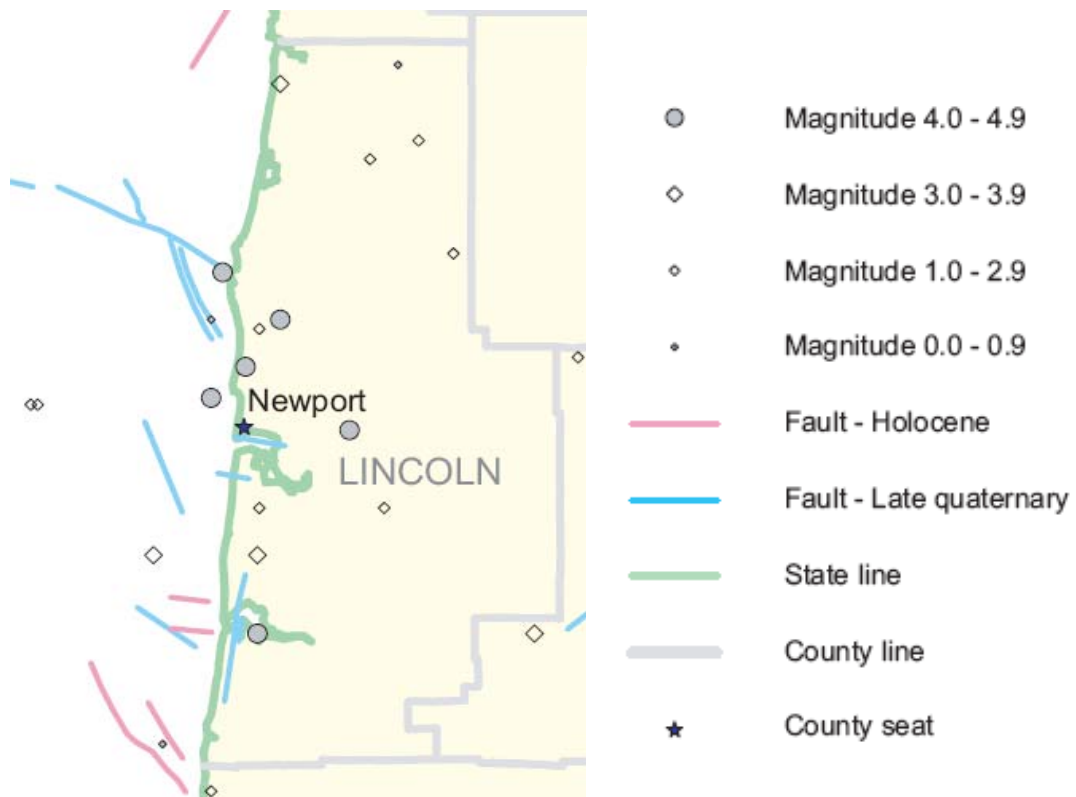 Newport
LINCOLN
Magnitude 4.0 - 4.9
Magnitude 3.0 - 3.9
Magnitude 1.0 - 2.9
Magnitude 0.0 - 0.9
Fault - Holocene
Fault - Late quaternary
State line
County line
County seat